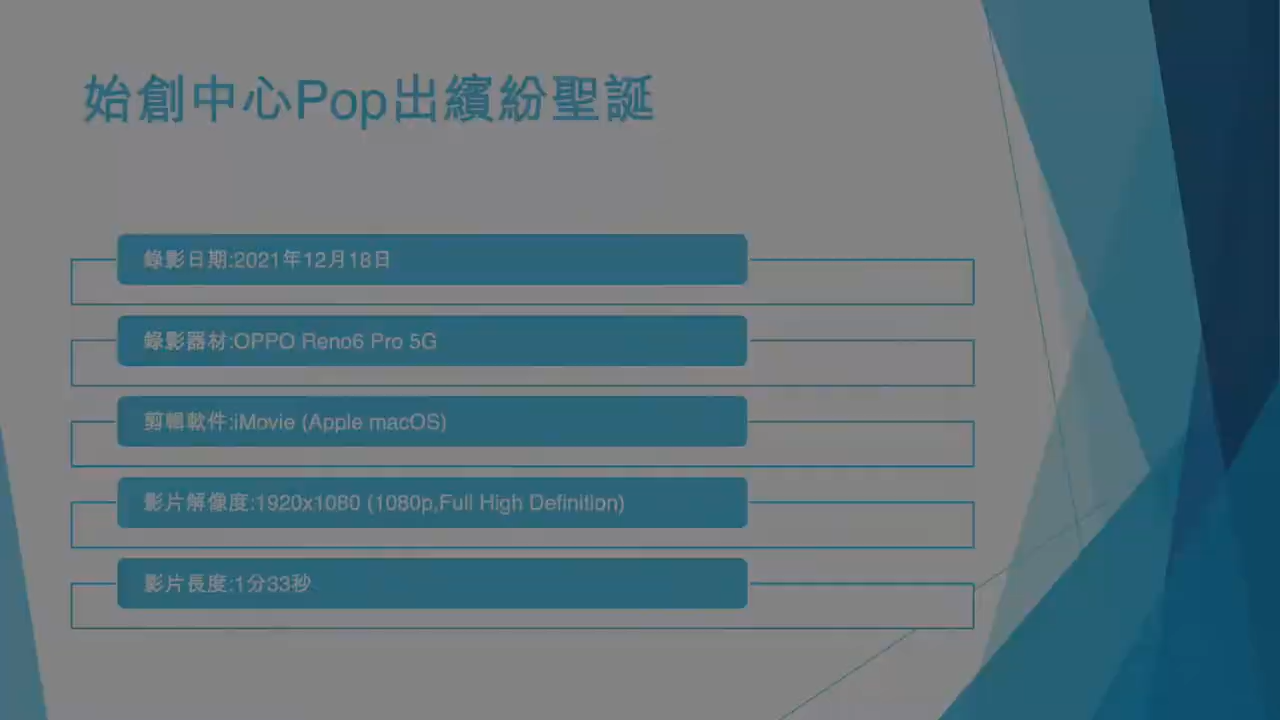 始創中心Pop出繽紛聖誕
錄影日期:2021年12月18日
錄影器材:OPPO Reno6 Pro 5G
剪輯軟件:iMovie (Apple macOS)
影片解像度:1920x1080 (1080p,Full High Definition)
影片長度:1分33秒